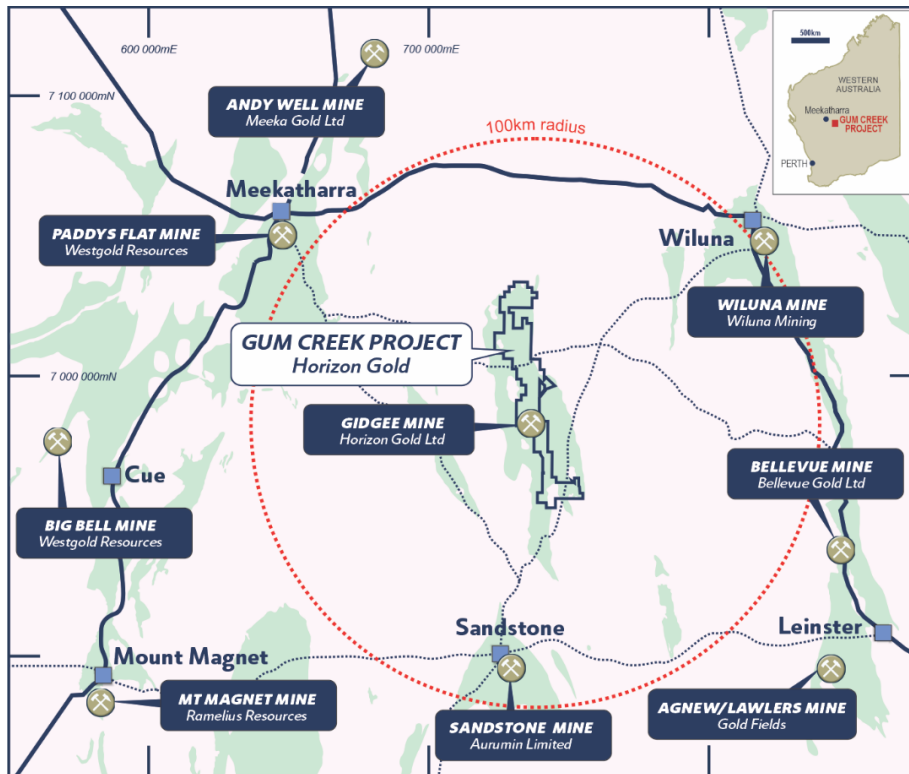 600 000mE
700 000mE
500km
WESTERN
AUSTRALIA
Meekatharra
GUM CREEK
PROJECT
PERTH
7 100 000mN
ANDY WELL MINE
Meeka Gold Ltd
100km radius
Meekatharra
PADDYS FLAT MINE
Westgold Resources
Wiluna
WILUNA MINE
Wiluna Mining
GUM CREEK PROJECT
Horizon Gold
7 000 000mN
GIDGEE MINE
Horizon Gold Ltd
Cue
BELLEVUE MINE
Bellevue Gold Ltd
BIG BELL MINE
Westgold Resources
Sandstone
Leinster
Mount Magnet
MT MAGNET MINE
Ramelius Resources
SANDSTONE MINE
Aurumin Limited
AGNEW/LAWLERS MINE
Gold Fields